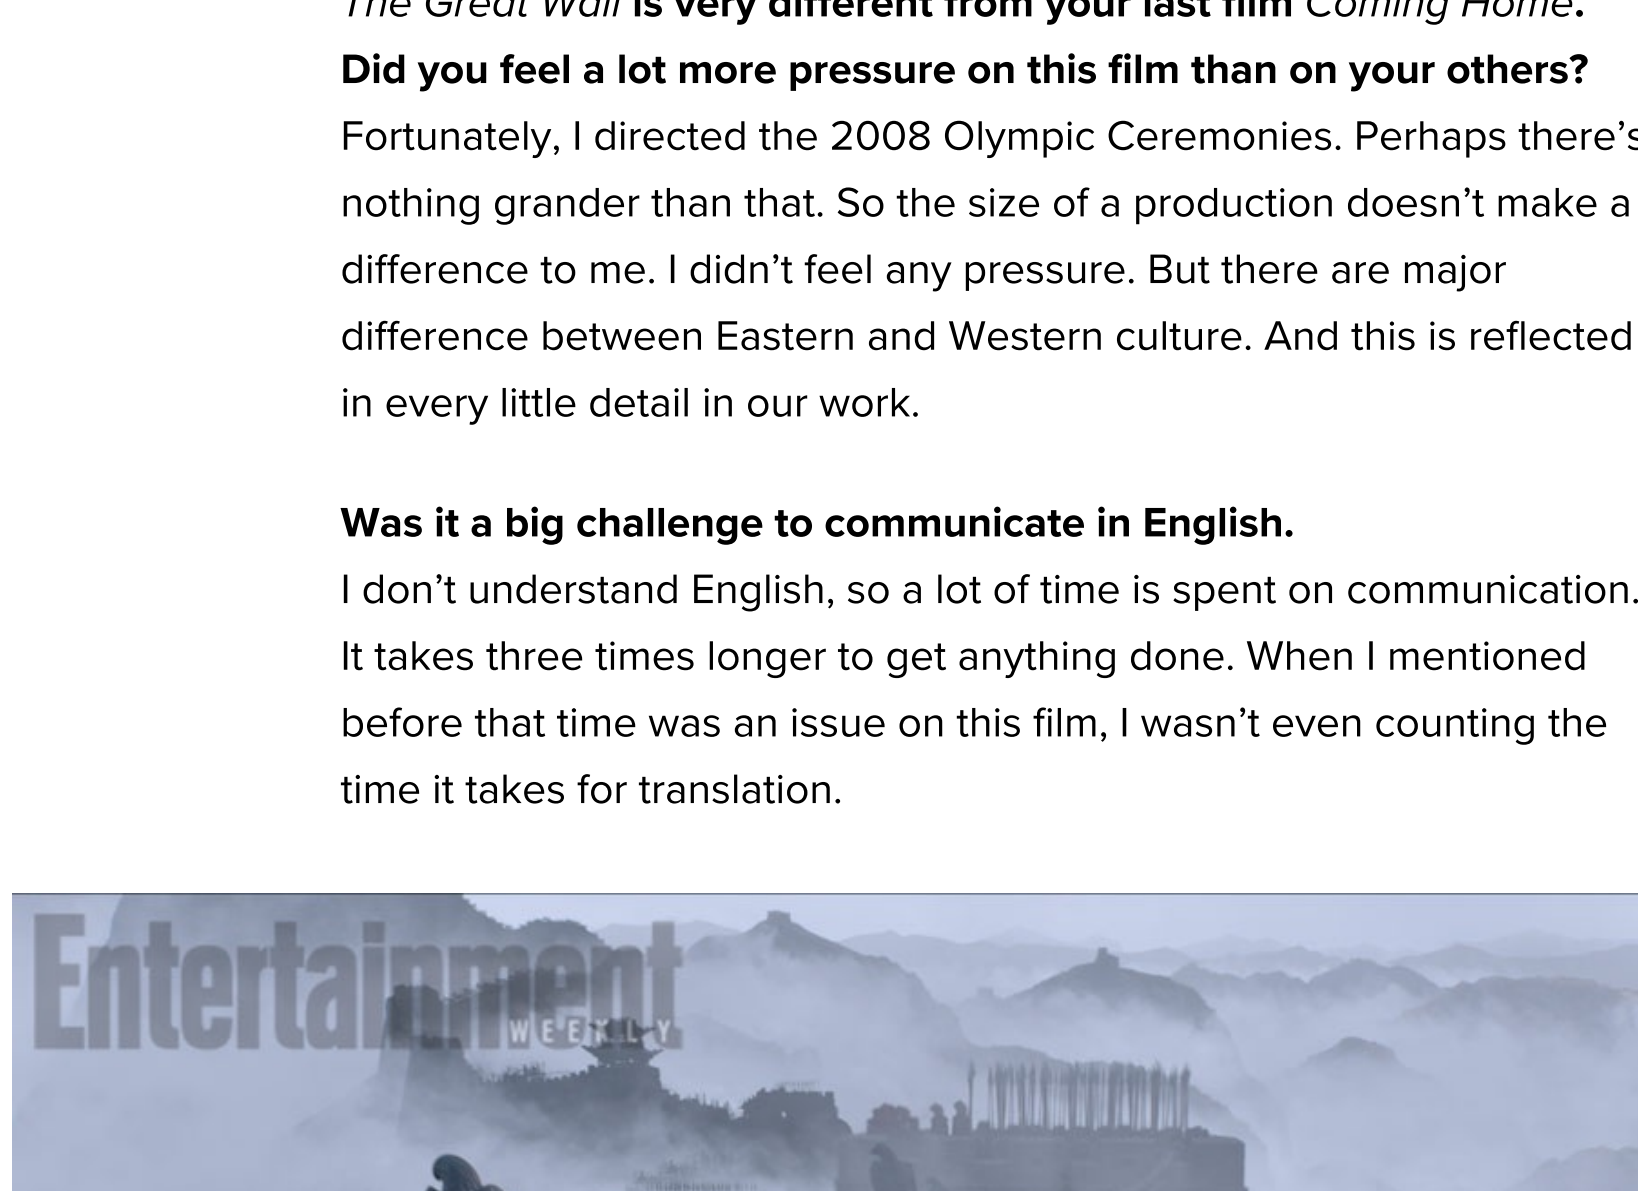 The Great Wall is very different from your last film Coming Home.
Did you feel a lot more pressure on this film than on your others?
Fortunately, I directed the 2008 Olympic Ceremonies. Perhaps there’s
nothing grander than that. So the size of a production doesn’t make a
difference to me. I didn’t feel any pressure. But there are major
difference between Eastern and Western culture. And this is reflected
in every little detail in our work.
Was it a big challenge to communicate in English.
I don’t understand English, so a lot of time is spent on communication.
It takes three times longer to get anything done. When I mentioned
before that time was an issue on this film, I wasn’t even counting the
time it takes for translation.
Entertainment
WEEKLY